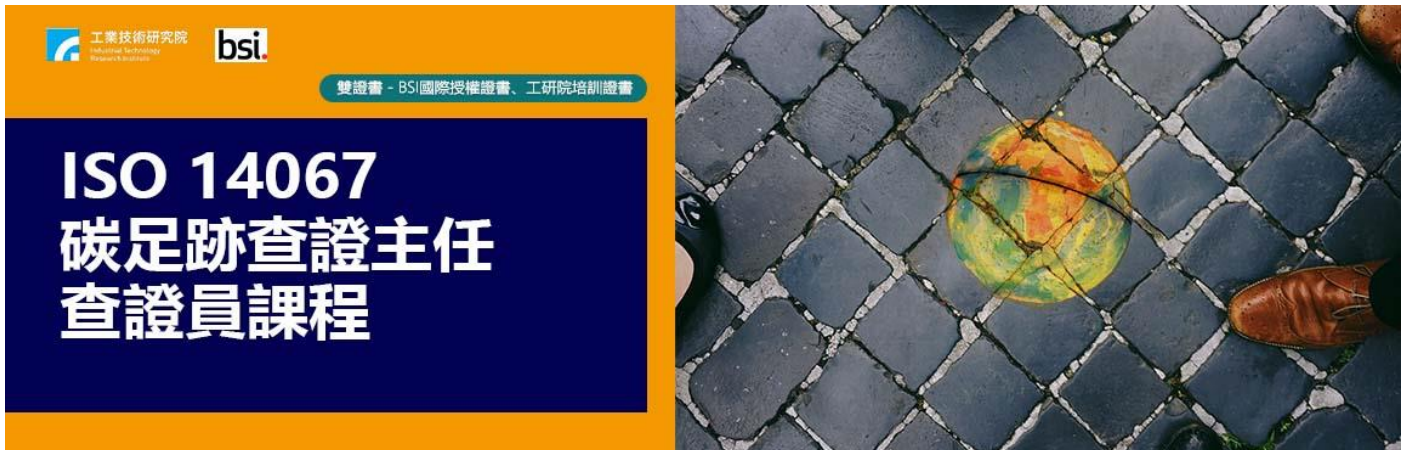 工業技術研究院
Industrial Technology
Research Institute
bsi.
雙證書 - BSI國際授權證書、工研院培訓證書
ISO 14067
碳足跡查證主任
查證員課程